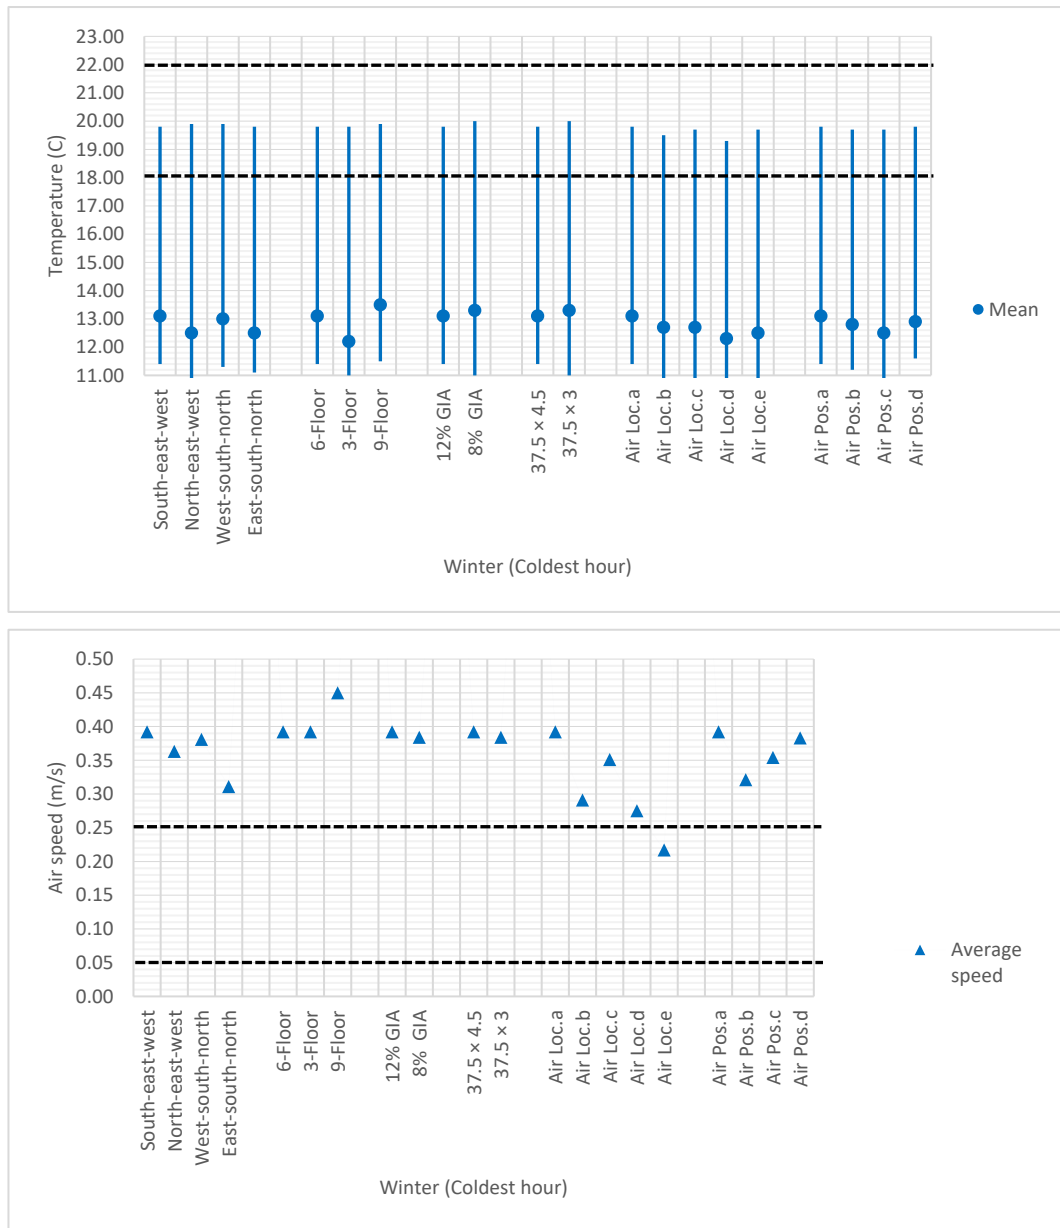 23.00
22.00
21.00
20.00
19.00
18.00
17.00
16.00
15.00
14.00
13.00
12.00
11.00
Temperature (C)
South-east-west
North-east-west
West-south-north
East-south-north
6-Floor
3-Floor
9-Floor
12% GIA
8% GIA
37.5 × 4.5
37.5 × 3
Air Loc.a
Air Loc.b
Air Loc.c
Air Loc.d
Air Loc.e
Air Pos.a
Air Pos.b
Air Pos.c
Air Pos.d
Winter (Coldest hour)
Mean
0.50
0.45
0.40
0.35
0.30
0.25
0.20
0.15
0.10
0.05
0.00
Air speed (m/s)
South-east-west
North-east-west
West-south-north
East-south-north
6-Floor
3-Floor
9-Floor
12% GIA
8% GIA
37.5 × 4.5
37.5 × 3
Air Loc.a
Air Loc.b
Air Loc.c
Air Loc.d
Air Loc.e
Air Pos.a
Air Pos.b
Air Pos.c
Air Pos.d
Winter (Coldest hour)
Average
speed